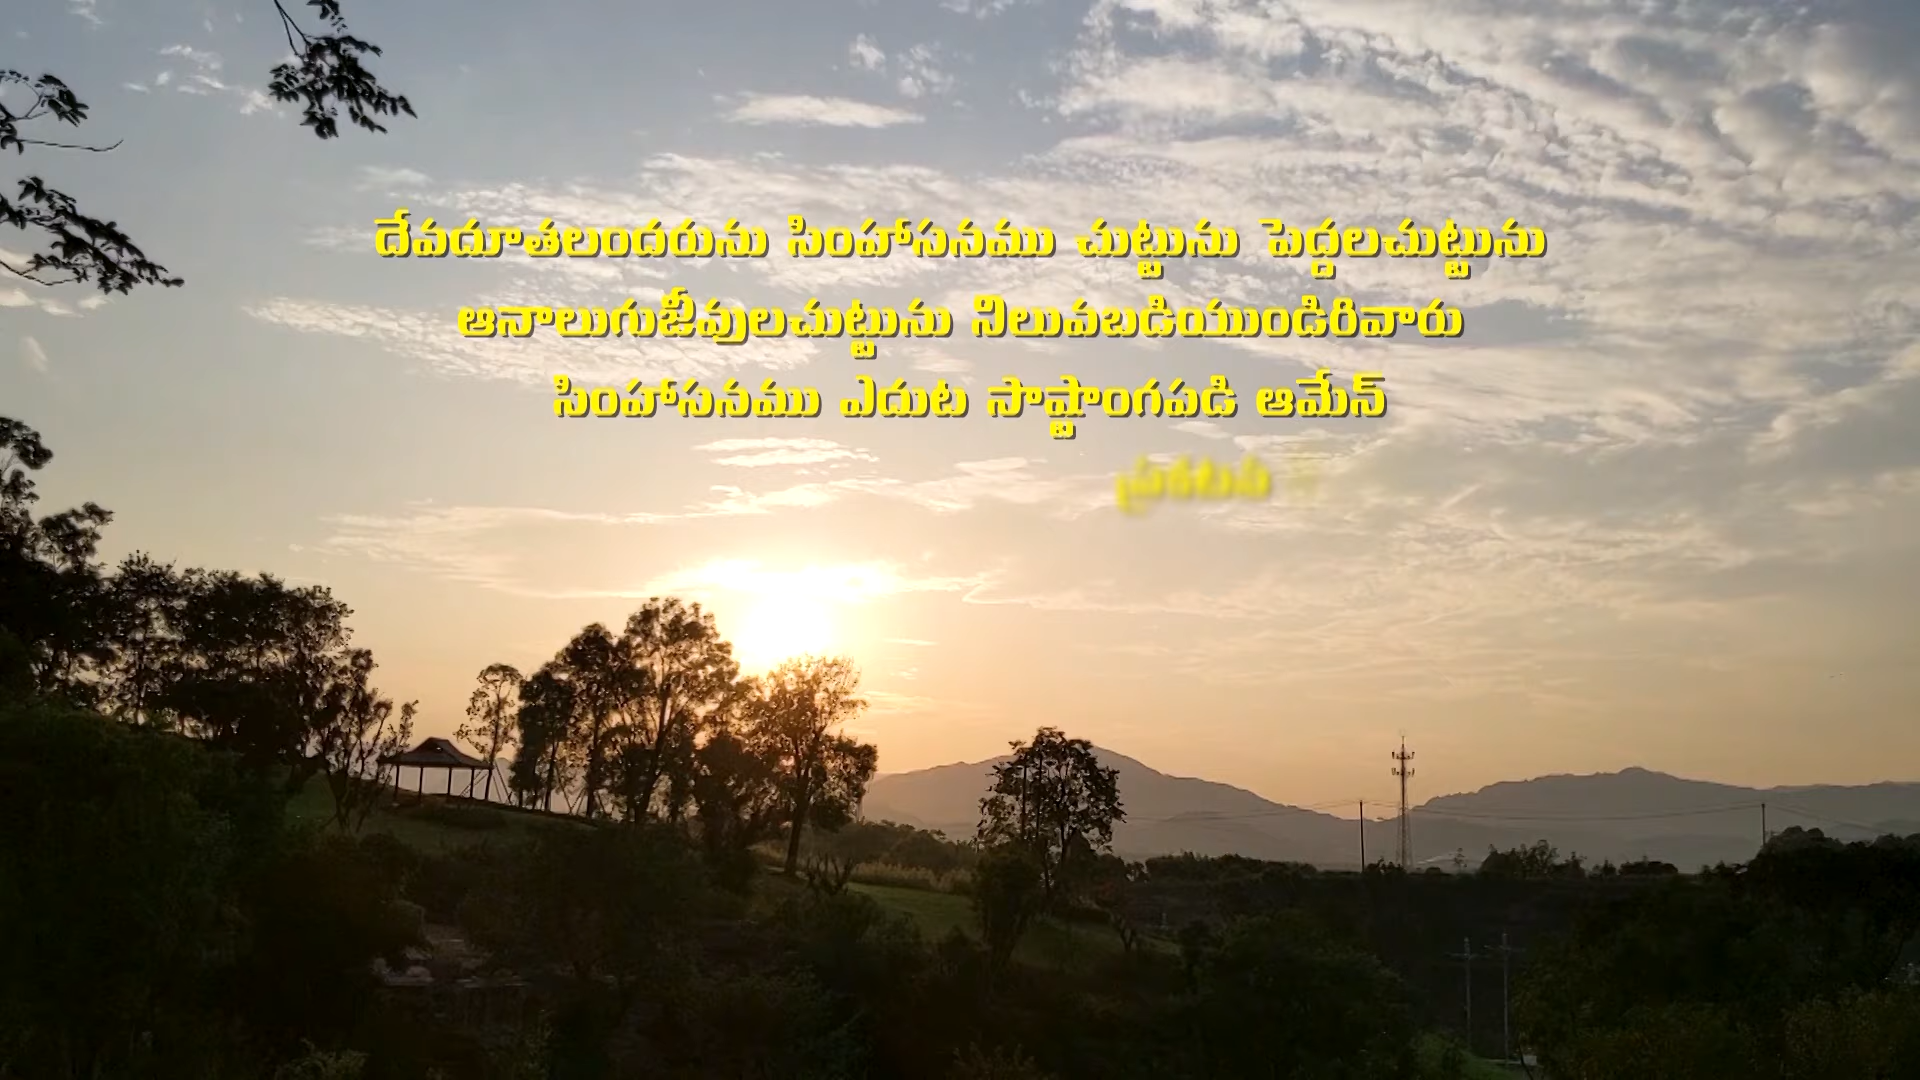 దేవదూతలందరును సింహాసనము చుట్టును పెద్దలచుట్టును
ఆనాలుగుజీవులచుట్టును నిలువబడియుండిరివారు
సింహాసనము ఎదుట సాష్టాంగపడి ఆమేన్